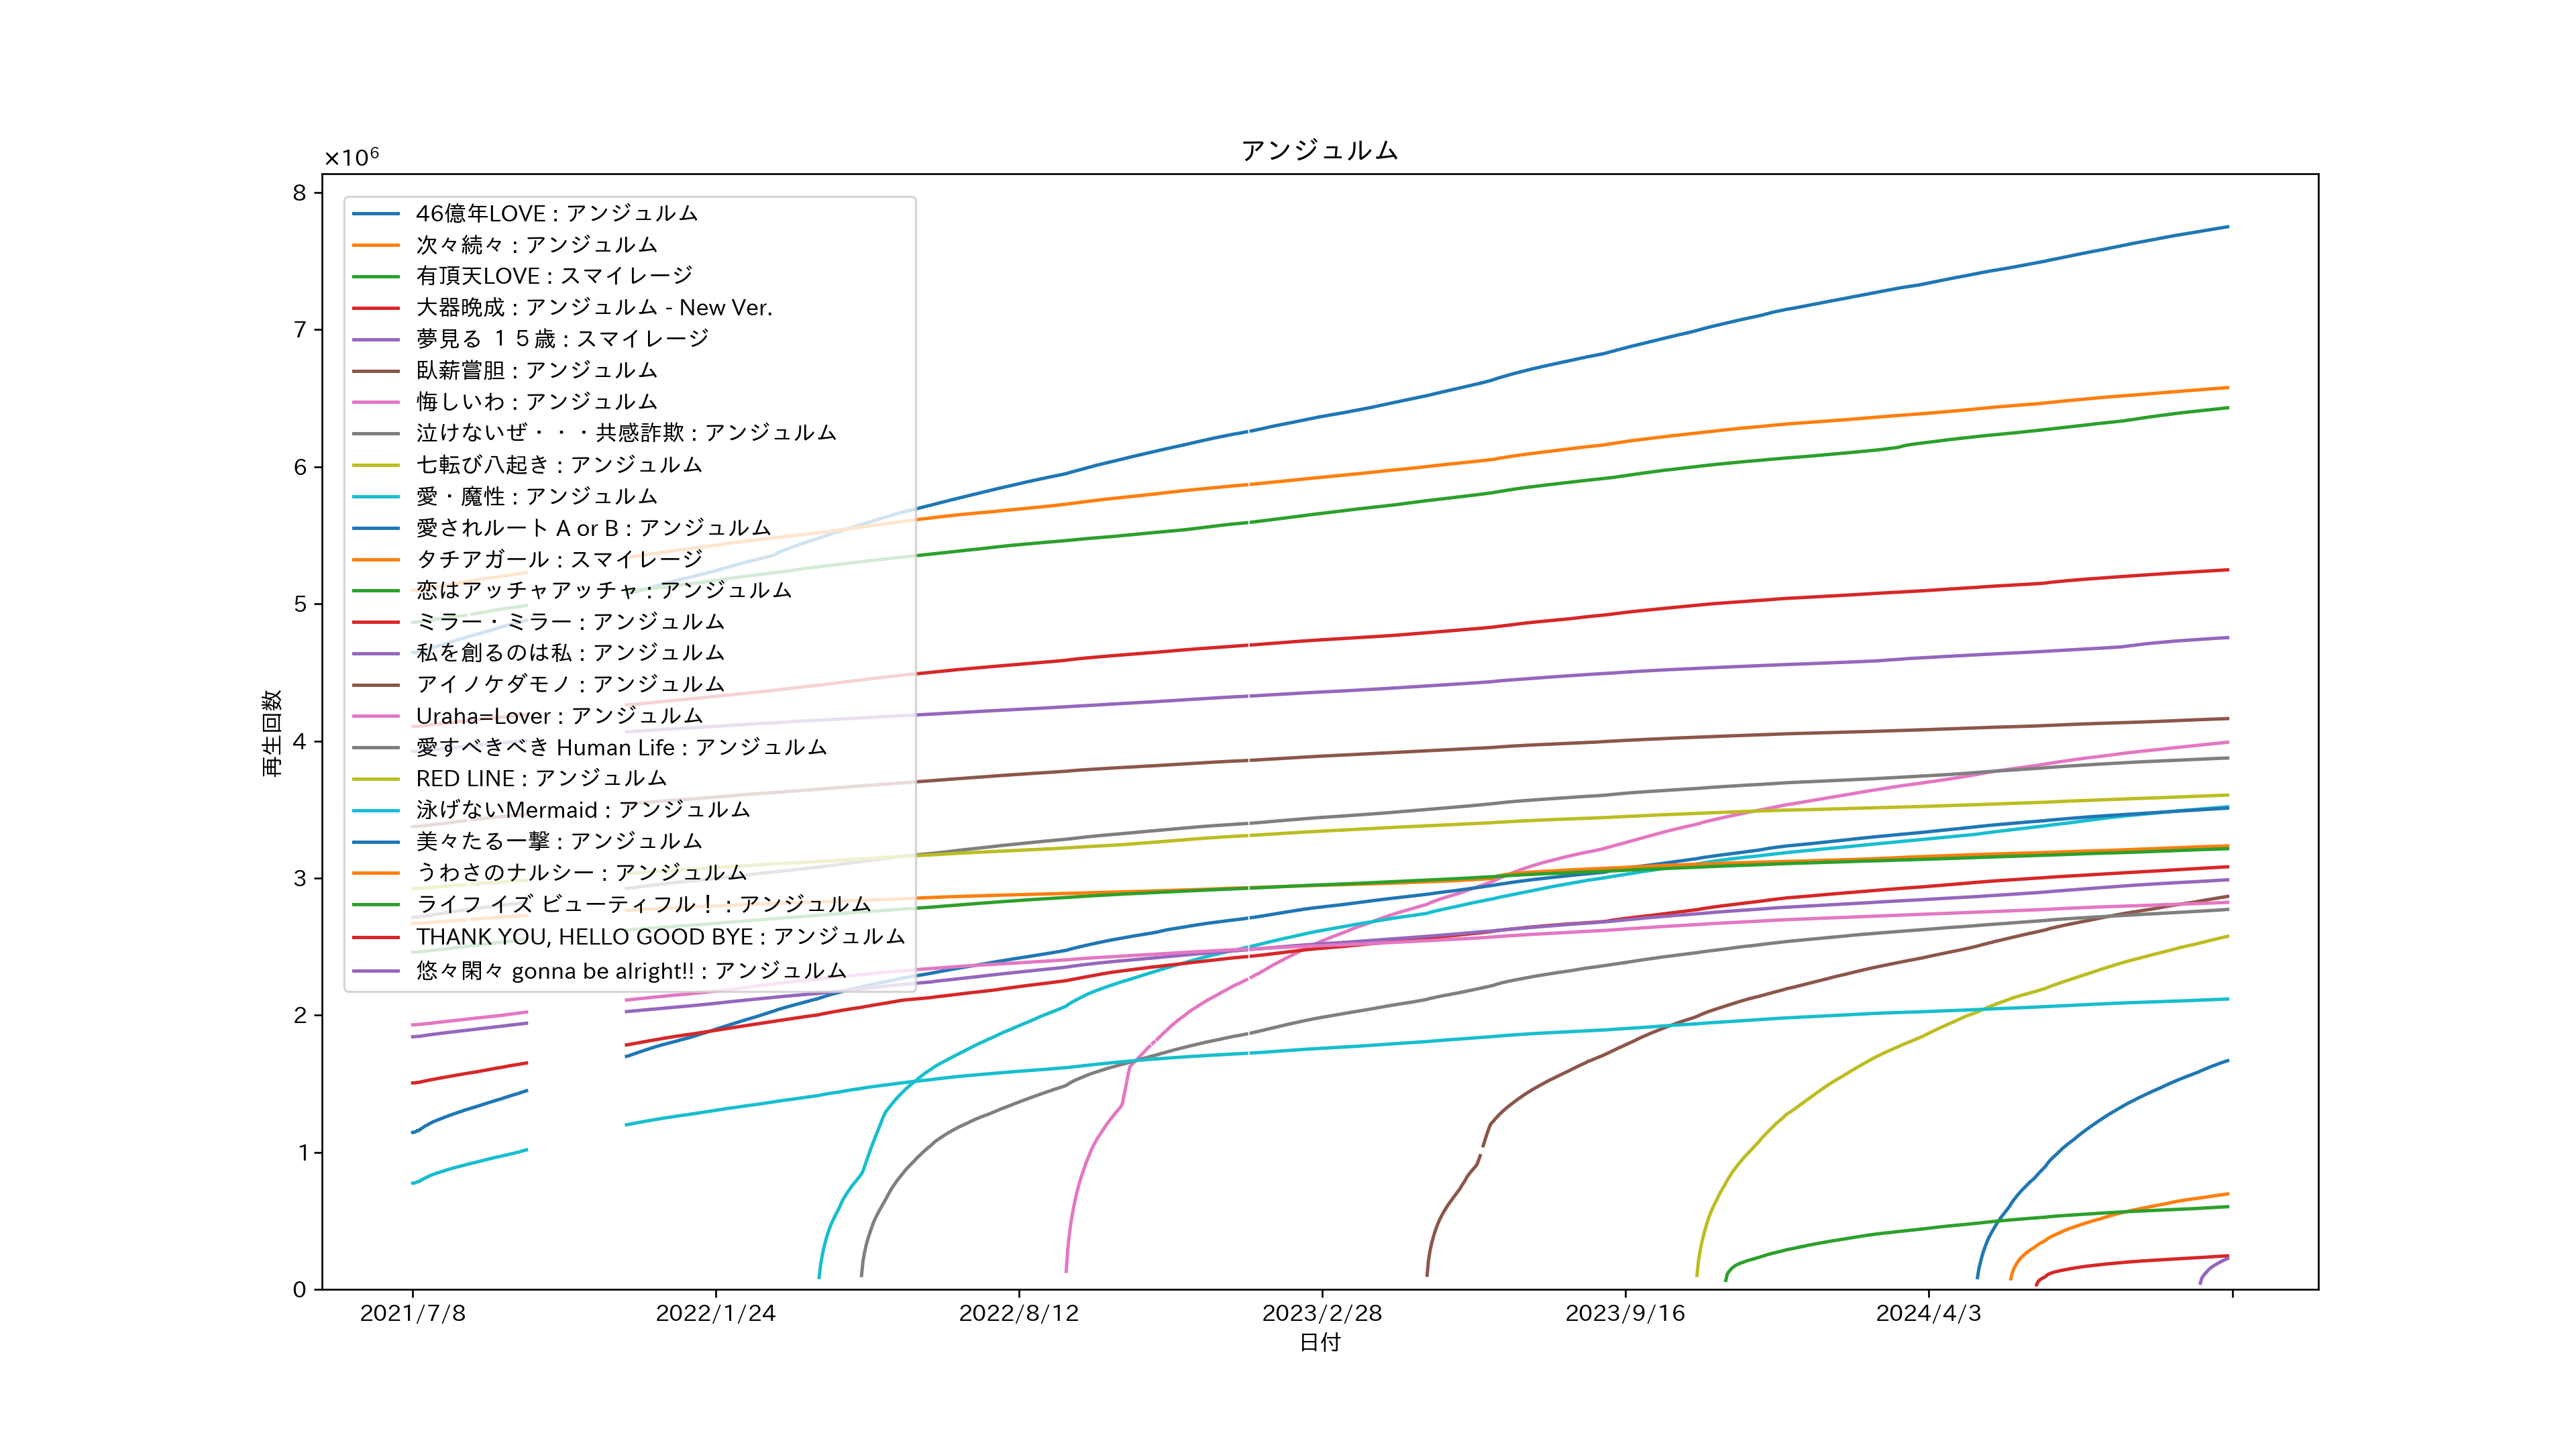 アンジュルム
×10⁶
8
7
6
5
4
3
2
1
0
再生回数
46億年LOVE : アンジュルム
次々続々 : アンジュルム
有頂天LOVE : スマイレージ
大器晩成 : アンジュルム - New Ver.
夢見る １５歳 : スマイレージ
臥薪嘗胆 : アンジュルム
悔しいわ : アンジュルム
泣けないぜ・・・共感詐欺 : アンジュルム
七転び八起き : アンジュルム
愛・魔性 : アンジュルム
愛されルート A or B : アンジュルム
タチアガール : スマイレージ
恋はアッチャアッチャ : アンジュルム
ミラー・ミラー : アンジュルム
私を創るのは私 : アンジュルム
アイノケダモノ : アンジュルム
Uraha=Lover : アンジュルム
愛すべきべき Human Life : アンジュルム
RED LINE : アンジュルム
泳げないMermaid : アンジュルム
美々たる一撃 : アンジュルム
うわさのナルシー : アンジュルム
ライフ イズ ビューティフル！ : アンジュルム
THANK YOU, HELLO GOOD BYE : アンジュルム
悠々閑々 gonna be alright!! : アンジュルム
2021/7/8
2022/1/24
2022/8/12
2023/2/28
2023/9/16
2024/4/3
日付